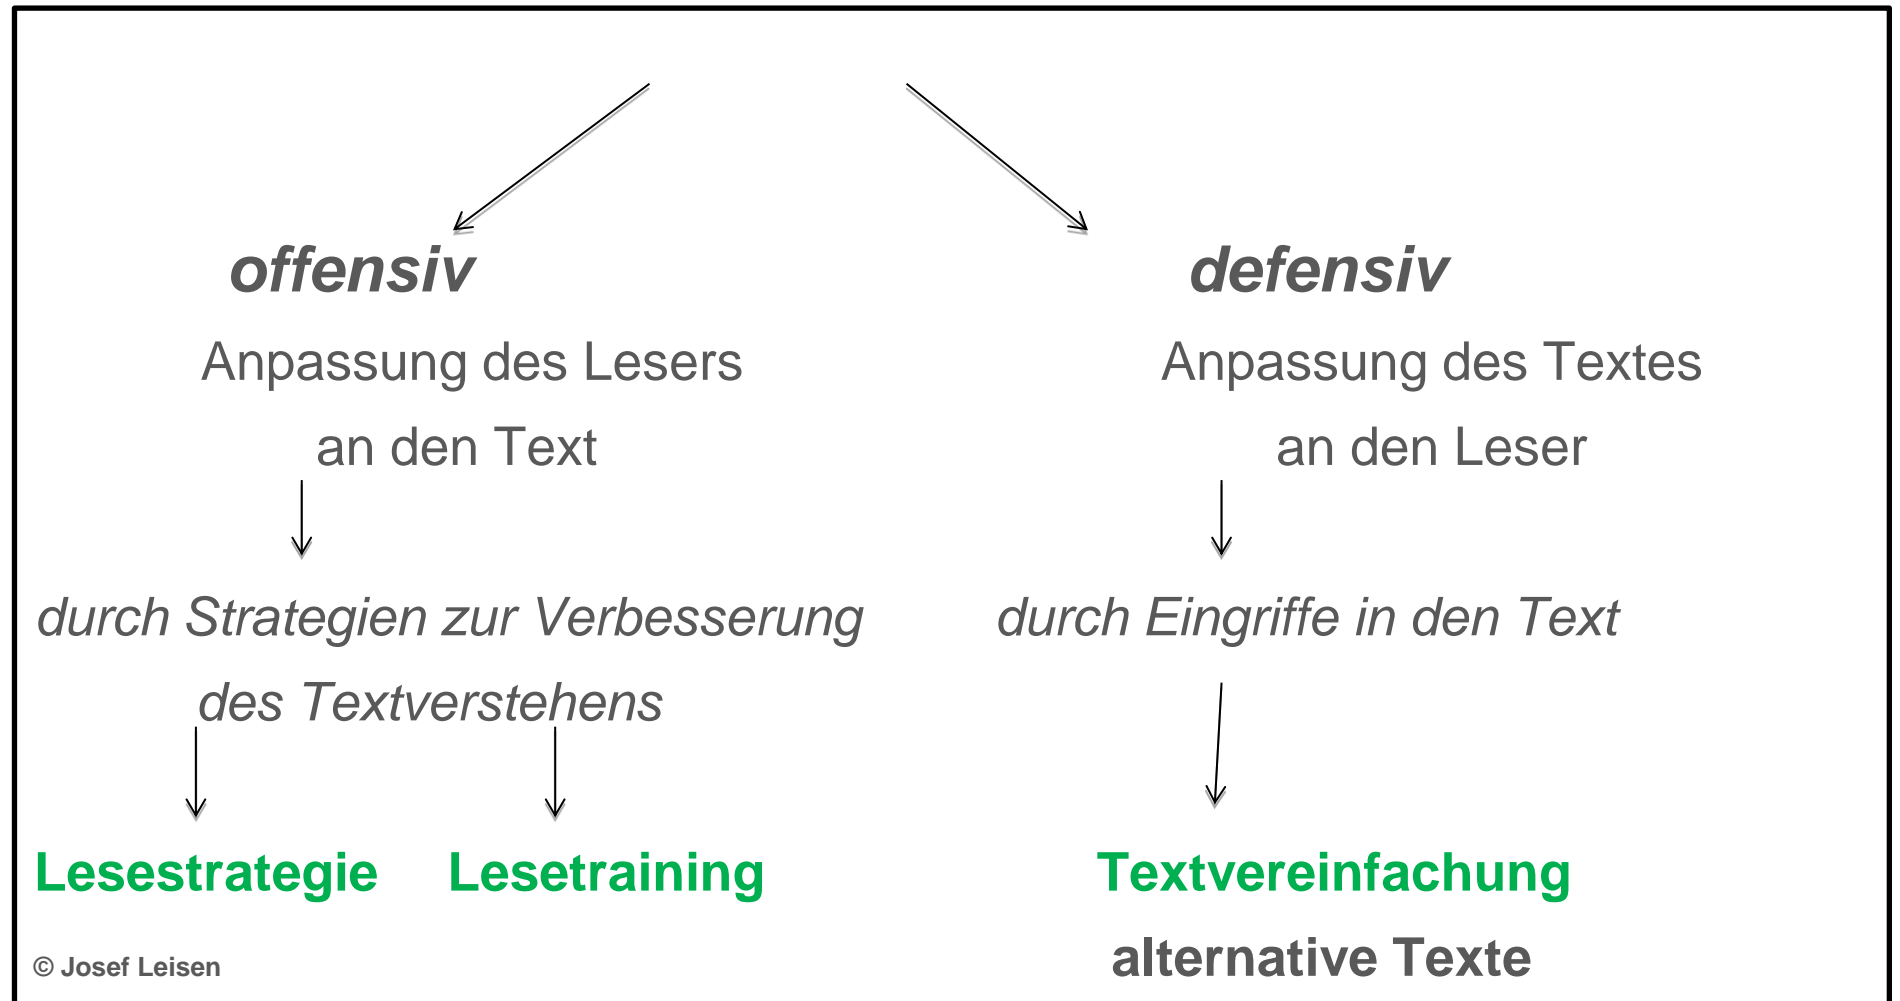 offensiv
Anpassung des Lesers
an den Text
durch Strategien zur Verbesserung
des Textverstehens
Lesestrategie
Lesetraining
defensiv
Anpassung des Textes
an den Leser
durch Eingriffe in den Text
Textvereinfachung
alternative Texte
© Josef Leisen